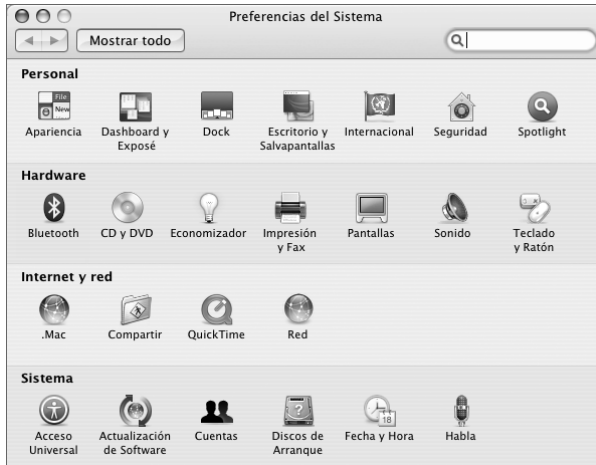 Preferencias del Sistema
Mostrar todo
Personal
File
New
Apariencia
Dashboard y
Exposé
Dock
Escritorio y
Salvapantallas
Internacional
Seguridad
Spotlight
Hardware
Bluetooth
CD y DVD
Economizador
Impresión
y Fax
Pantallas
Sonido
Teclado
y Ratón
Internet y red
.Mac
Compartir
QuickTime
Red
Sistema
18
Acceso
Universal
Actualización
de Software
Cuentas
Discos de
Arranque
Fecha y Hora
Habla